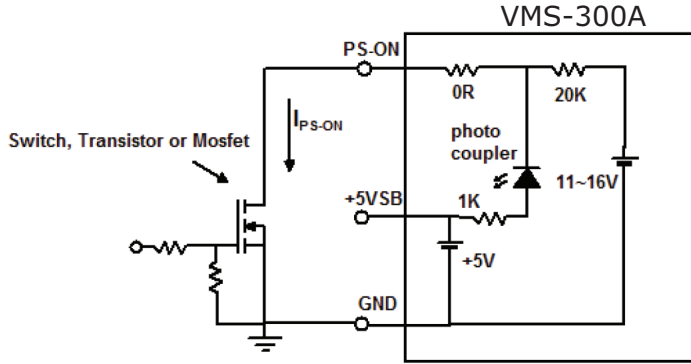 VMS-300A
PS-ON
0R
20K
I PS-ON
photo
coupler
Switch, Transistor or Mosfet
11~16V
+5VSB
1K
+5V
GND